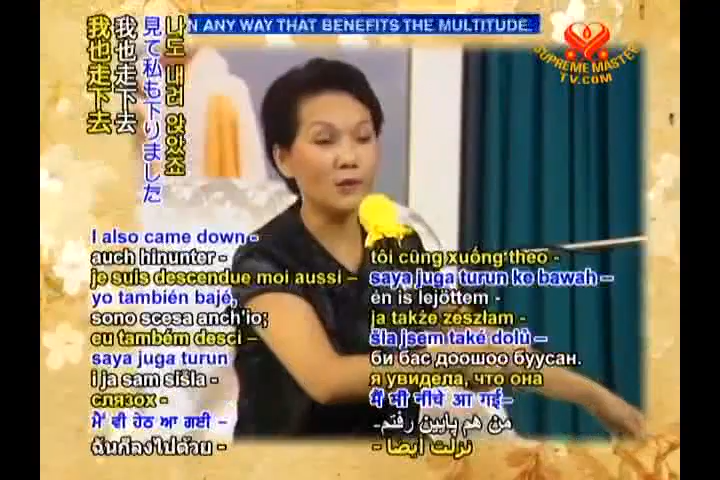 N ANY WAY THAT BENEFITS THE MULTITUDE.
SUPREME MASTER
TV.COM
나도 내려 앉았죠
見て私も下りました
我也走下去
我也走下去
I also came down -
auch hinunter -
je suis descendue moi aussi –
yo también bajé,
sono scesa anch'io;
eu também desci –
saya juga turun
i ja sam sišla -
слязох -
ਮੈਂ ਵੀ ਹੇਠ ਆ ਗਈ -
ฉันก็ลงไปด้วย -
tôi cũng xuống theo -
saya juga turun ke bawah –
én is lejöttem -
ja także zeszłam -
šla jsem také dolů –
би бас доошоо буусан.
я увидела, что она
मैं भी नीचे आ गई–
من هم پایین رفتم-
نزلت أيضا -